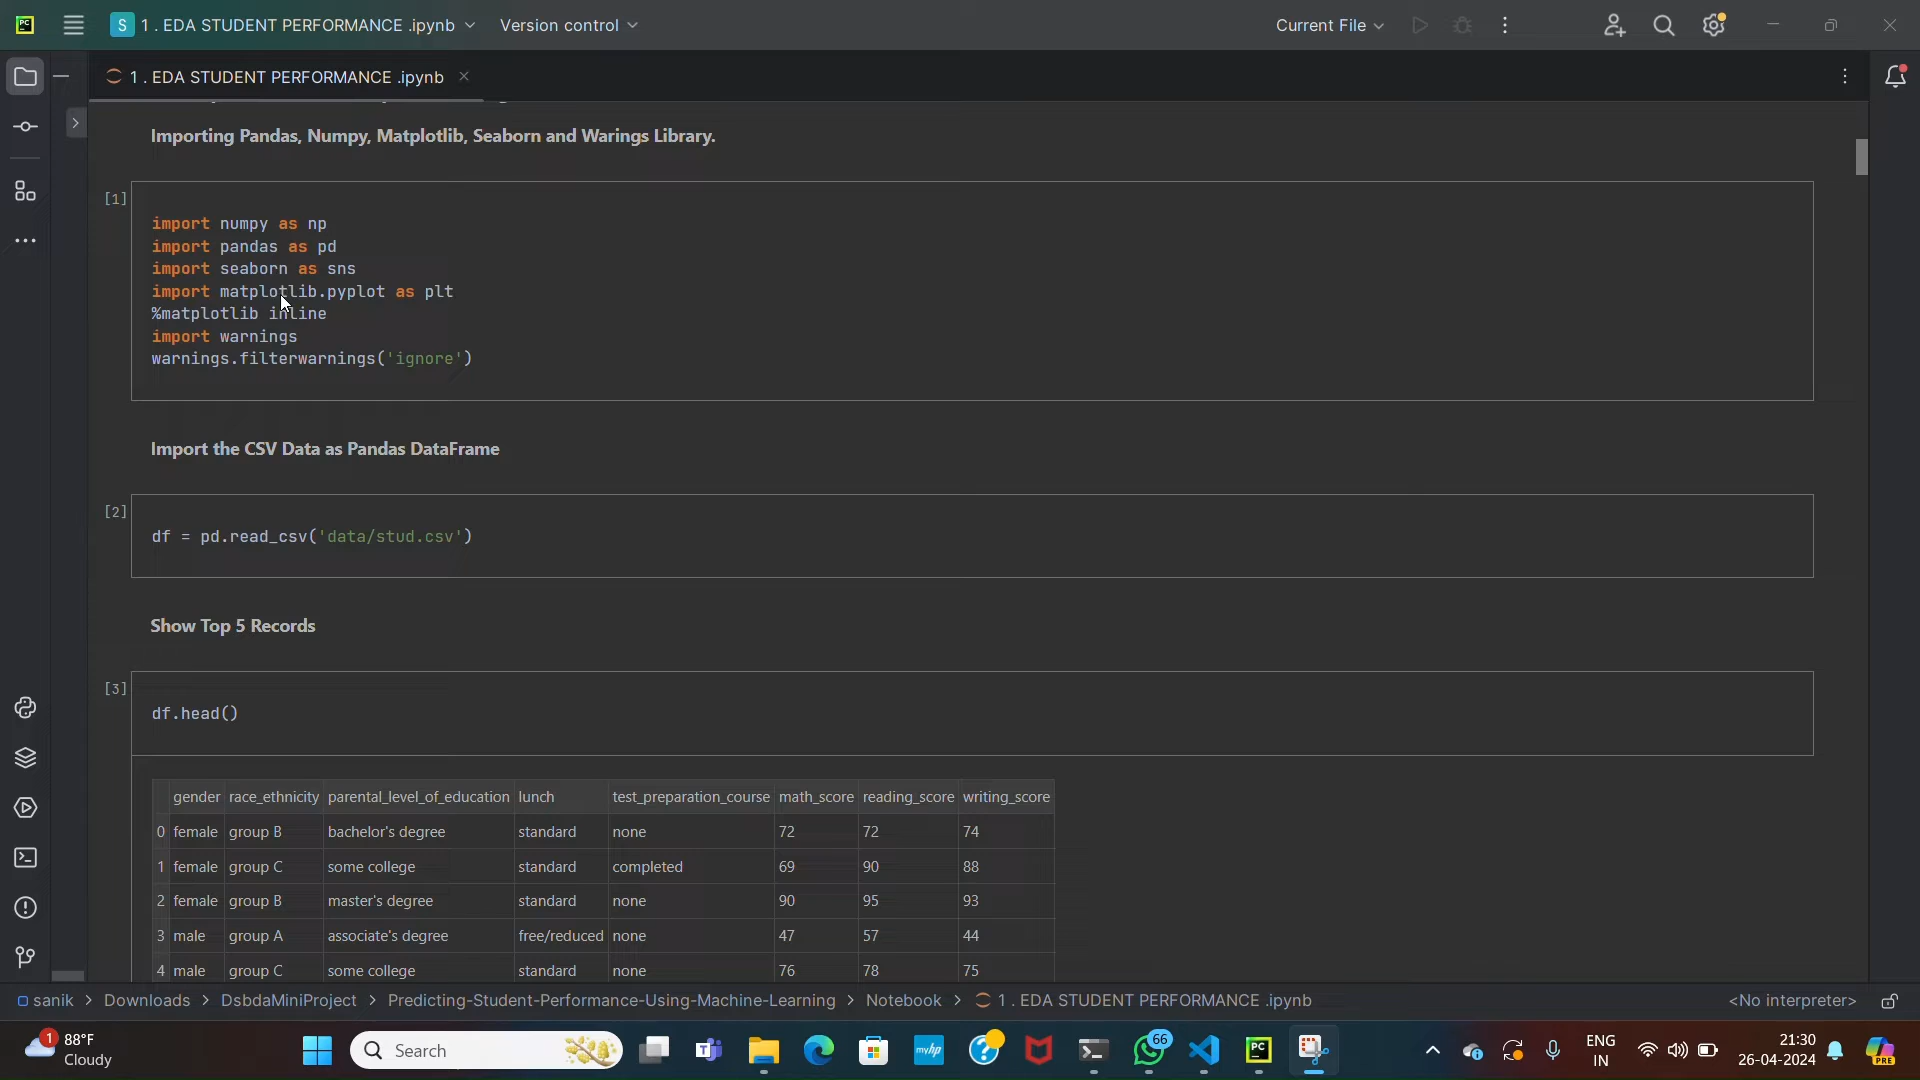 PC
S 1 . EDA STUDENT PERFORMANCE .ipynb
Version control
Current File
1 . EDA STUDENT PERFORMANCE .ipynb
Importing Pandas, Numpy, Matplotlib, Seaborn and Warings Library.
[1]
import numpy as np
import pandas as pd
import seaborn as sns
import matplotlib.pyplot as plt
%matplotlib inline
import warnings
warnings.filterwarnings('ignore')
Import the CSV Data as Pandas DataFrame
[2]
df = pd.read_csv('data/stud.csv')
Show Top 5 Records
[3]
df.head()
gender race_ethnicity parental_level_of_education lunch test_preparation_course math_score reading_score writing_score
0 female group B bachelor's degree standard none 72 72 74
1 female group C some college standard completed 69 90 88
2 female group B master's degree standard none 90 95 93
3 male group A associate's degree free/reduced none 47 57 44
4 male group C some college standard none 76 78 75
sanik > Downloads > DsbdaMiniProject > Predicting-Student-Performance-Using-Machine-Learning > Notebook > 1 . EDA STUDENT PERFORMANCE .ipynb
<No interpreter>
1
88°F
Cloudy
Search
myhp
66
PC
ENG
IN
21:30
26-04-2024
PRE